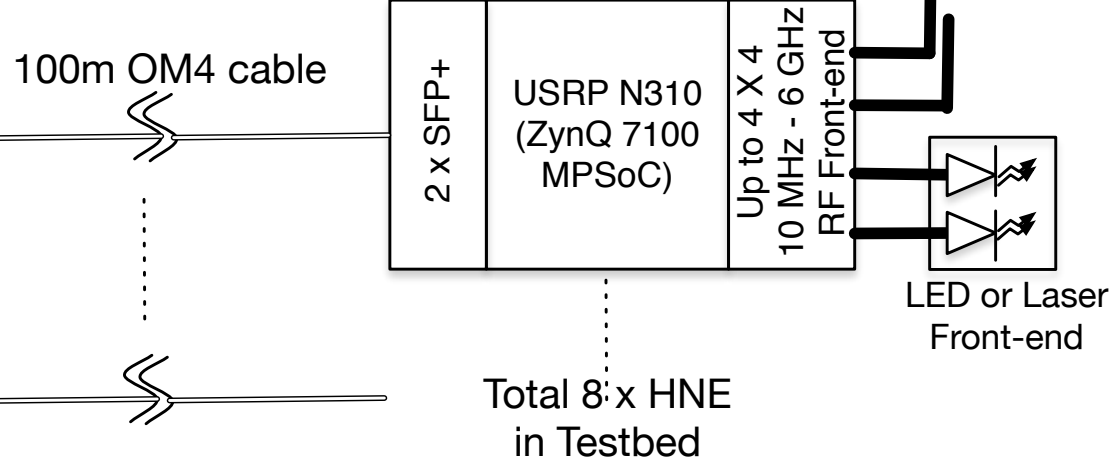 100m OM4 cable
2 x SFP+
USRP N310
(ZynQ 7100
MPSoC)
Up to 4 X 4
10 MHz - 6 GHz
RF Front-end
LED or Laser
Front-end
Total 8 x HNE
in Testbed